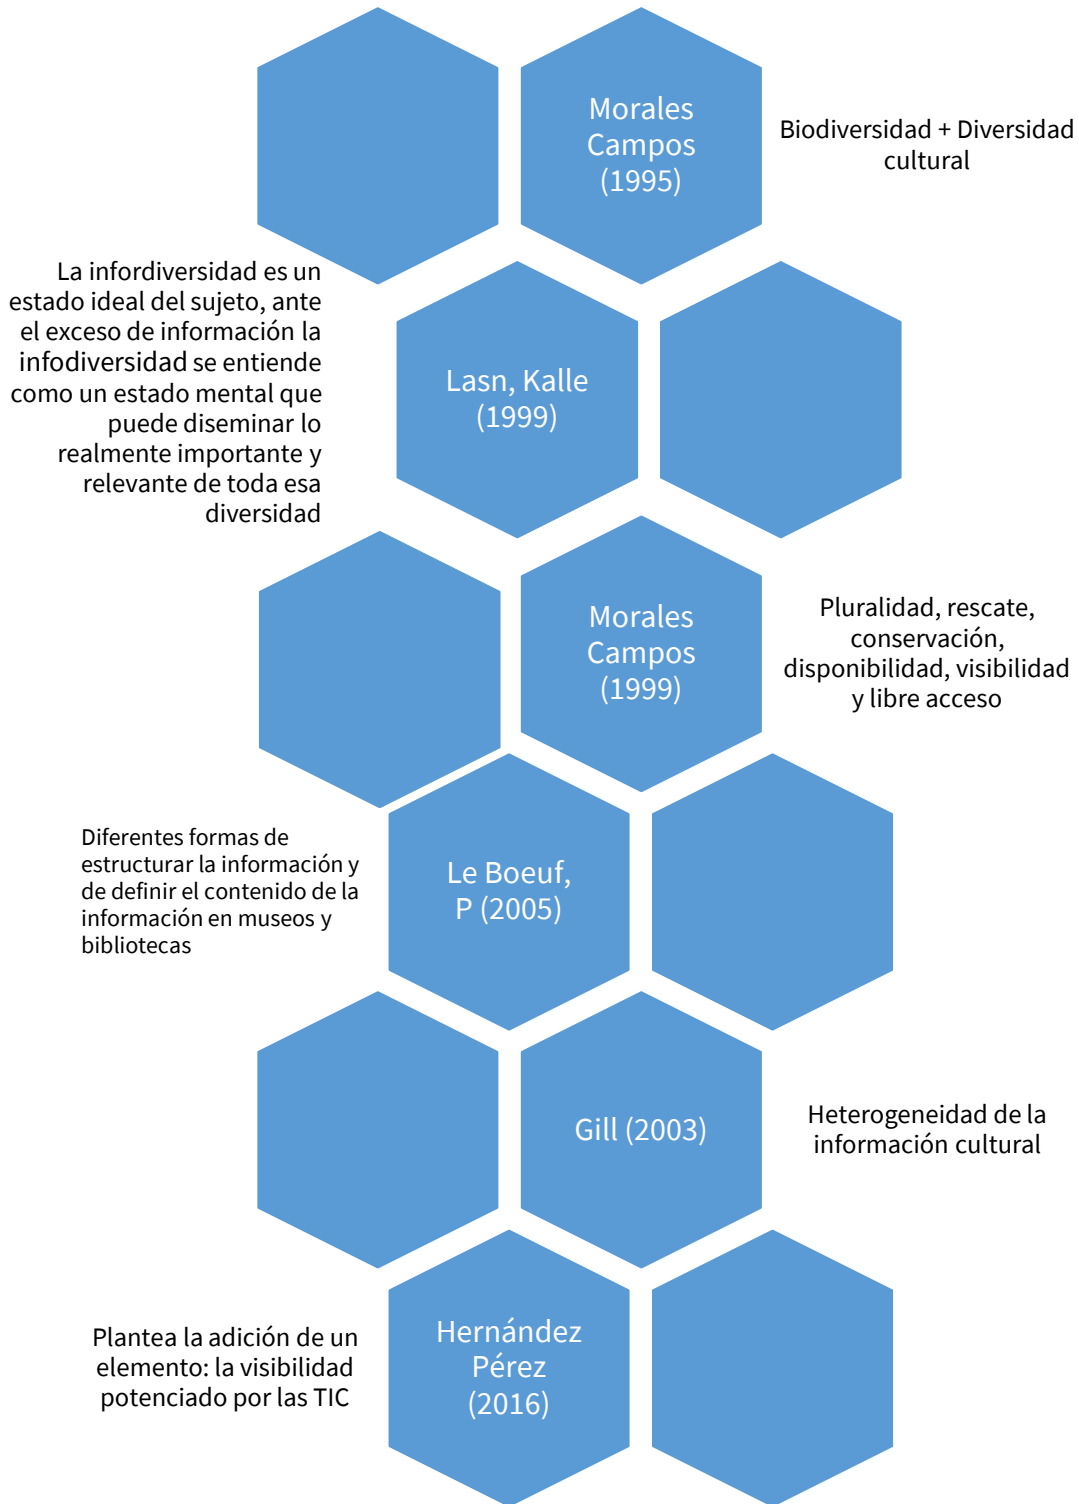 Morales
Campos
(1995)
Biodiversidad + Diversidad
cultural
La infordiversidad es un
estado ideal del sujeto, ante
el exceso de información la
infodiversidad se entiende
como un estado mental que
puede diseminar lo
realmente importante y
relevante de toda esa
diversidad
Lasn, Kalle
(1999)
Morales
Campos
(1999)
Pluralidad, rescate,
conservación,
disponibilidad, visibilidad
y libre acceso
Diferentes formas de
estructurar la información y
de definir el contenido de la
información en museos y
bibliotecas
Le Boeuf,
P (2005)
Gill (2003)
Heterogeneidad de la
información cultural
Plantea la adición de un
elemento: la visibilidad
potenciado por las TIC
Hernández
Pérez
(2016)